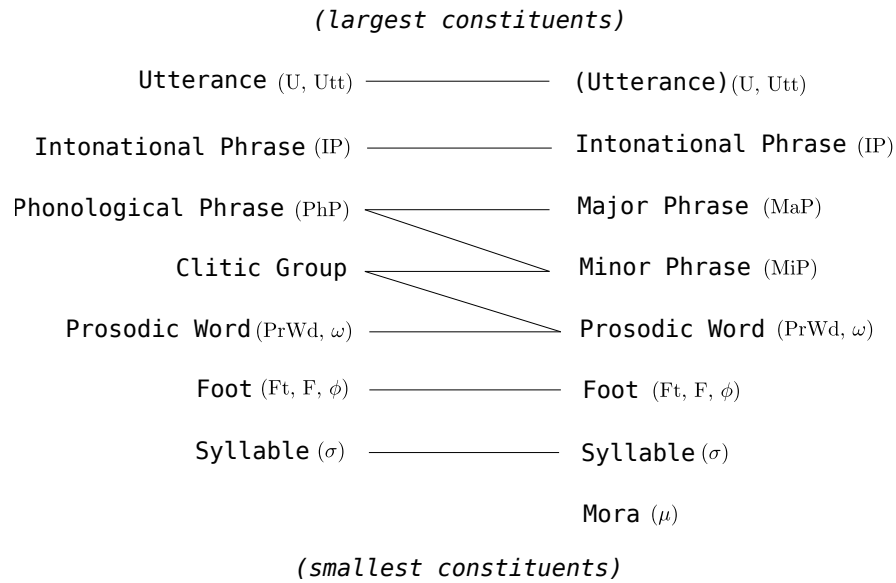 (largest constituents)
Utterance (U, Utt) (Utterance) (U, Utt)
Intonational Phrase (IP) Intonational Phrase (IP)
Phonological Phrase (PhP) Major Phrase (MaP)
Clitic Group Minor Phrase (MiP)
Prosodic Word (PrWd, ω) Prosodic Word (PrWd, ω)
Foot (Ft, F, ϕ) Foot (Ft, F, ϕ)
Syllable (σ) Syllable (σ)
Mora (μ)
(smallest constituents)